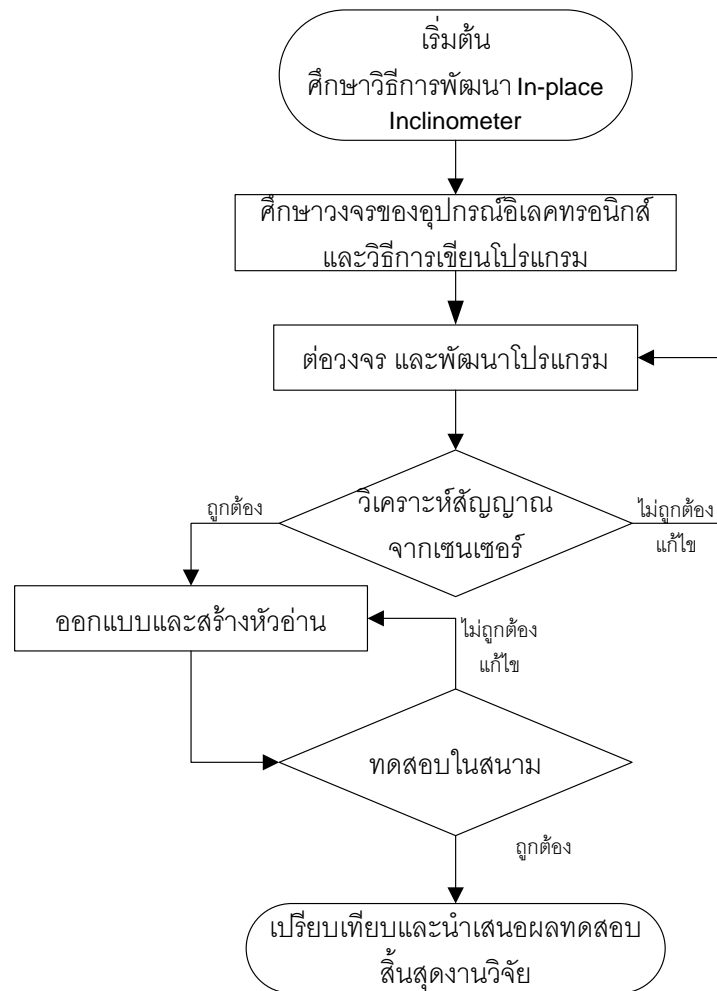 เริ่มต้น
ศึกษาวิธีการพัฒนา In-place
Inclinometer
ศึกษาวงจรของอุปกรณ์อิเลคทรอนิกส์
และวิธีการเขียนโปรแกรม
ต่อวงจร และพัฒนาโปรแกรม
วิเคราะห์สัญญาณ
จากเซนเซอร์
ถูกต้อง
ไม่ถูกต้อง
แก้ไข
ออกแบบและสร้างหัวอ่าน
ไม่ถูกต้อง
แก้ไข
ทดสอบในสนาม
ถูกต้อง
เปรียบเทียบและนำเสนอผลทดสอบ
สิ้นสุดงานวิจัย